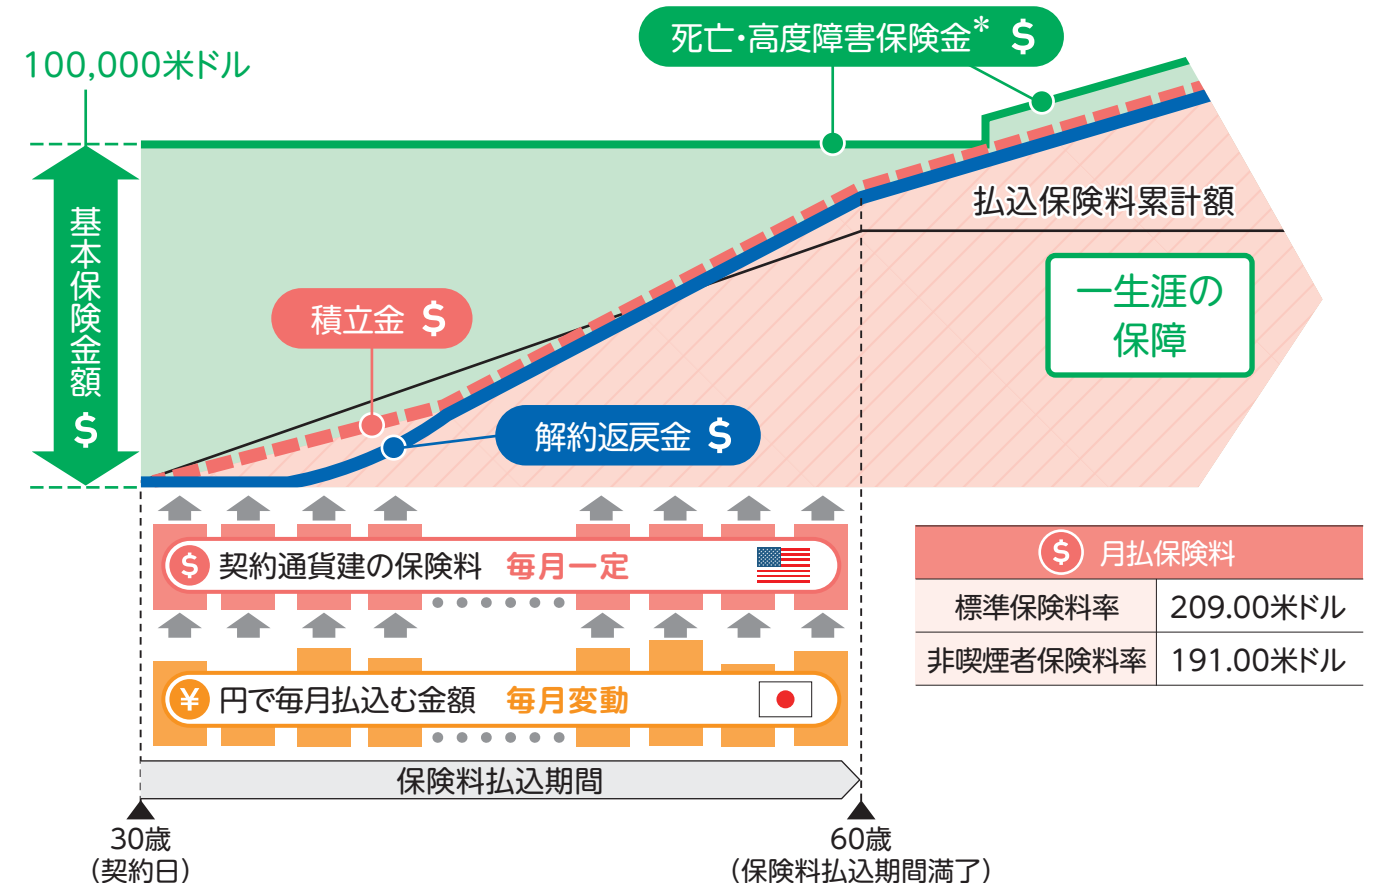 死亡・高度障害保険金* $
100,000米ドル
基本保険金額 $
払込保険料累計額
一生涯の
保障
積立金 $
解約返戻金 $
$ 契約通貨建の保険料 毎月一定
¥ 円で毎月払込む金額 毎月変動
保険料払込期間
30歳
(契約日)
60歳
(保険料払込期間満了)
$ 月払保険料
標準保険料率 209.00米ドル
非喫煙者保険料率 191.00米ドル